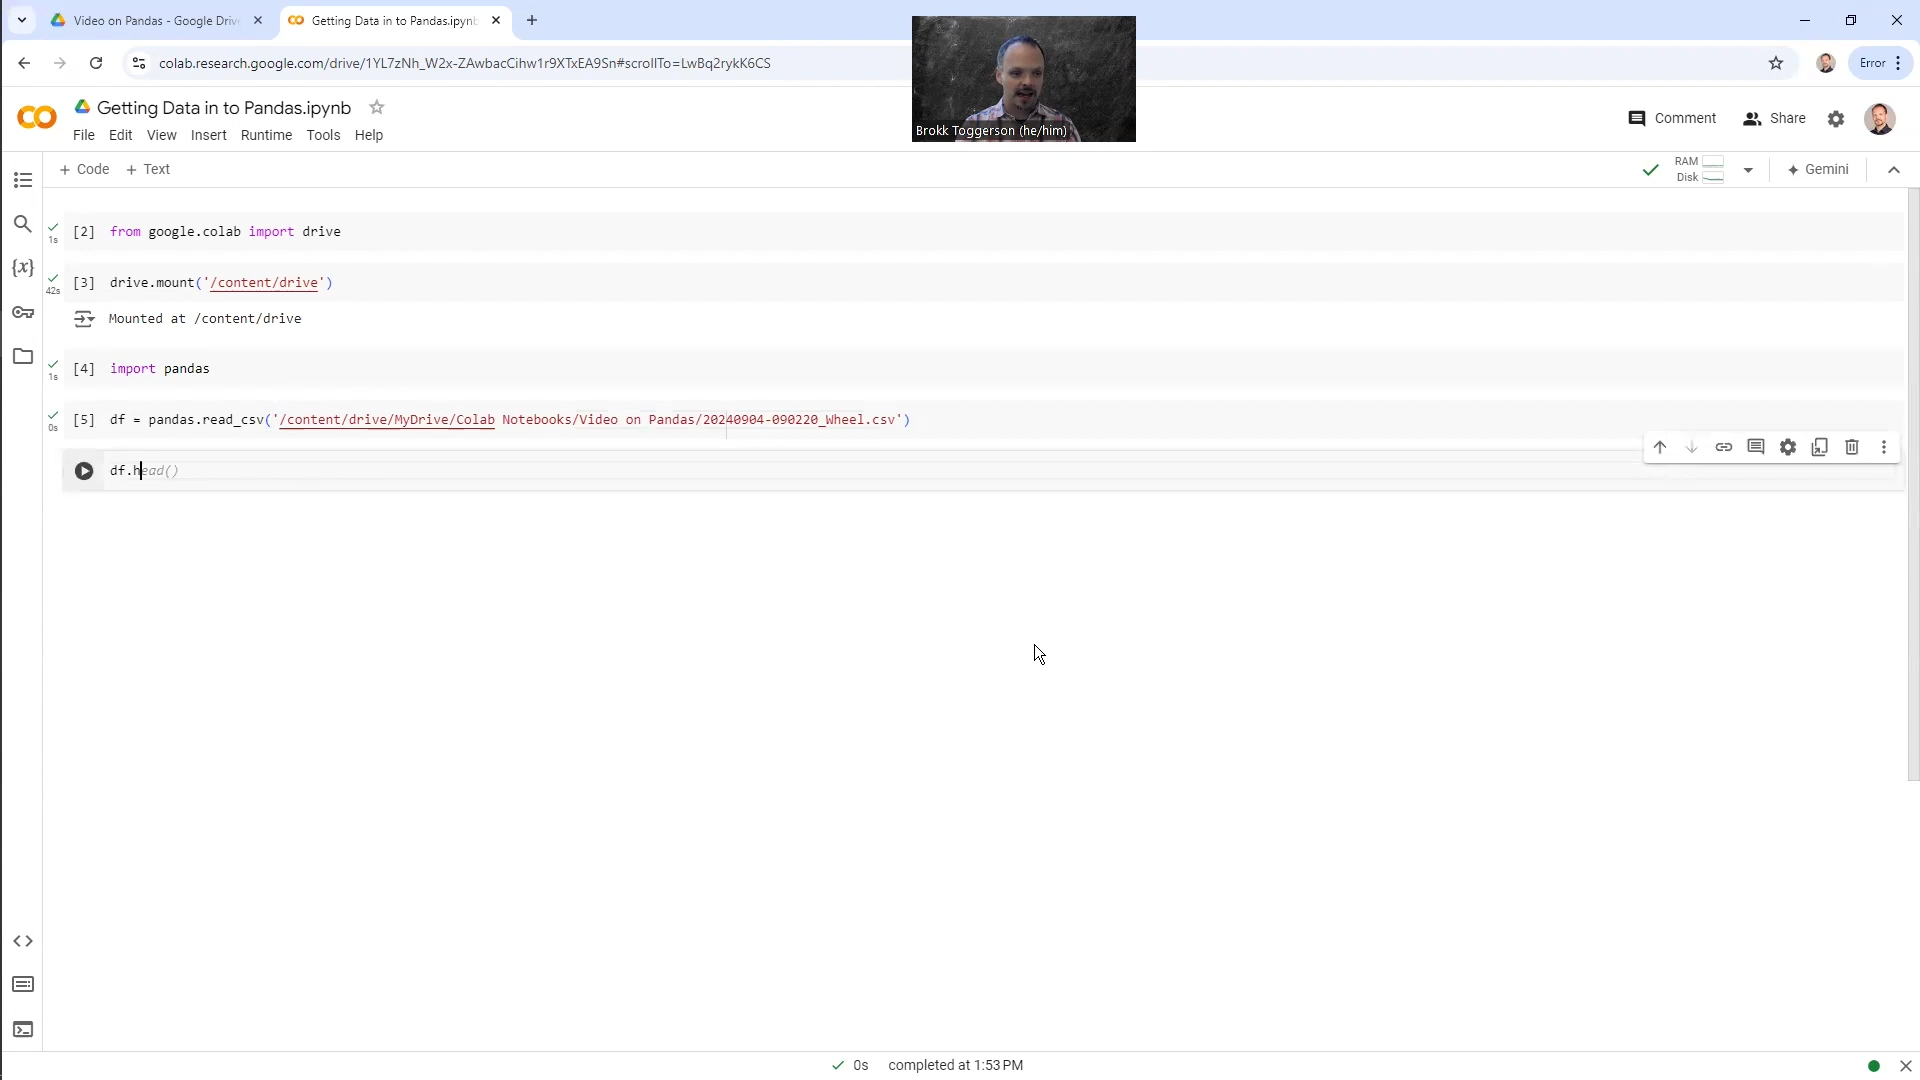 Video on Pandas - Google Driv
Getting Data in to Pandas.ipynb
colab.research.google.com/drive/1YL7zNh_W2x-ZAwbacCihw1r9XTxEA9Sn#scrollTo=LwBq2rykK6CS
Error
Getting Data in to Pandas.ipynb
File Edit View Insert Runtime Tools Help
Brokk Toggerson (he/him)
Comment Share
+ Code + Text
RAM
Disk
Gemini
1s
[2] from google.colab import drive
42s
[3] drive.mount('/content/drive')
Mounted at /content/drive
1s
[4] import pandas
0s
[5] df = pandas.read_csv('/content/drive/MyDrive/Colab Notebooks/Video on Pandas/20240904-090220_Wheel.csv')
df.head()
0s completed at 1:53 PM